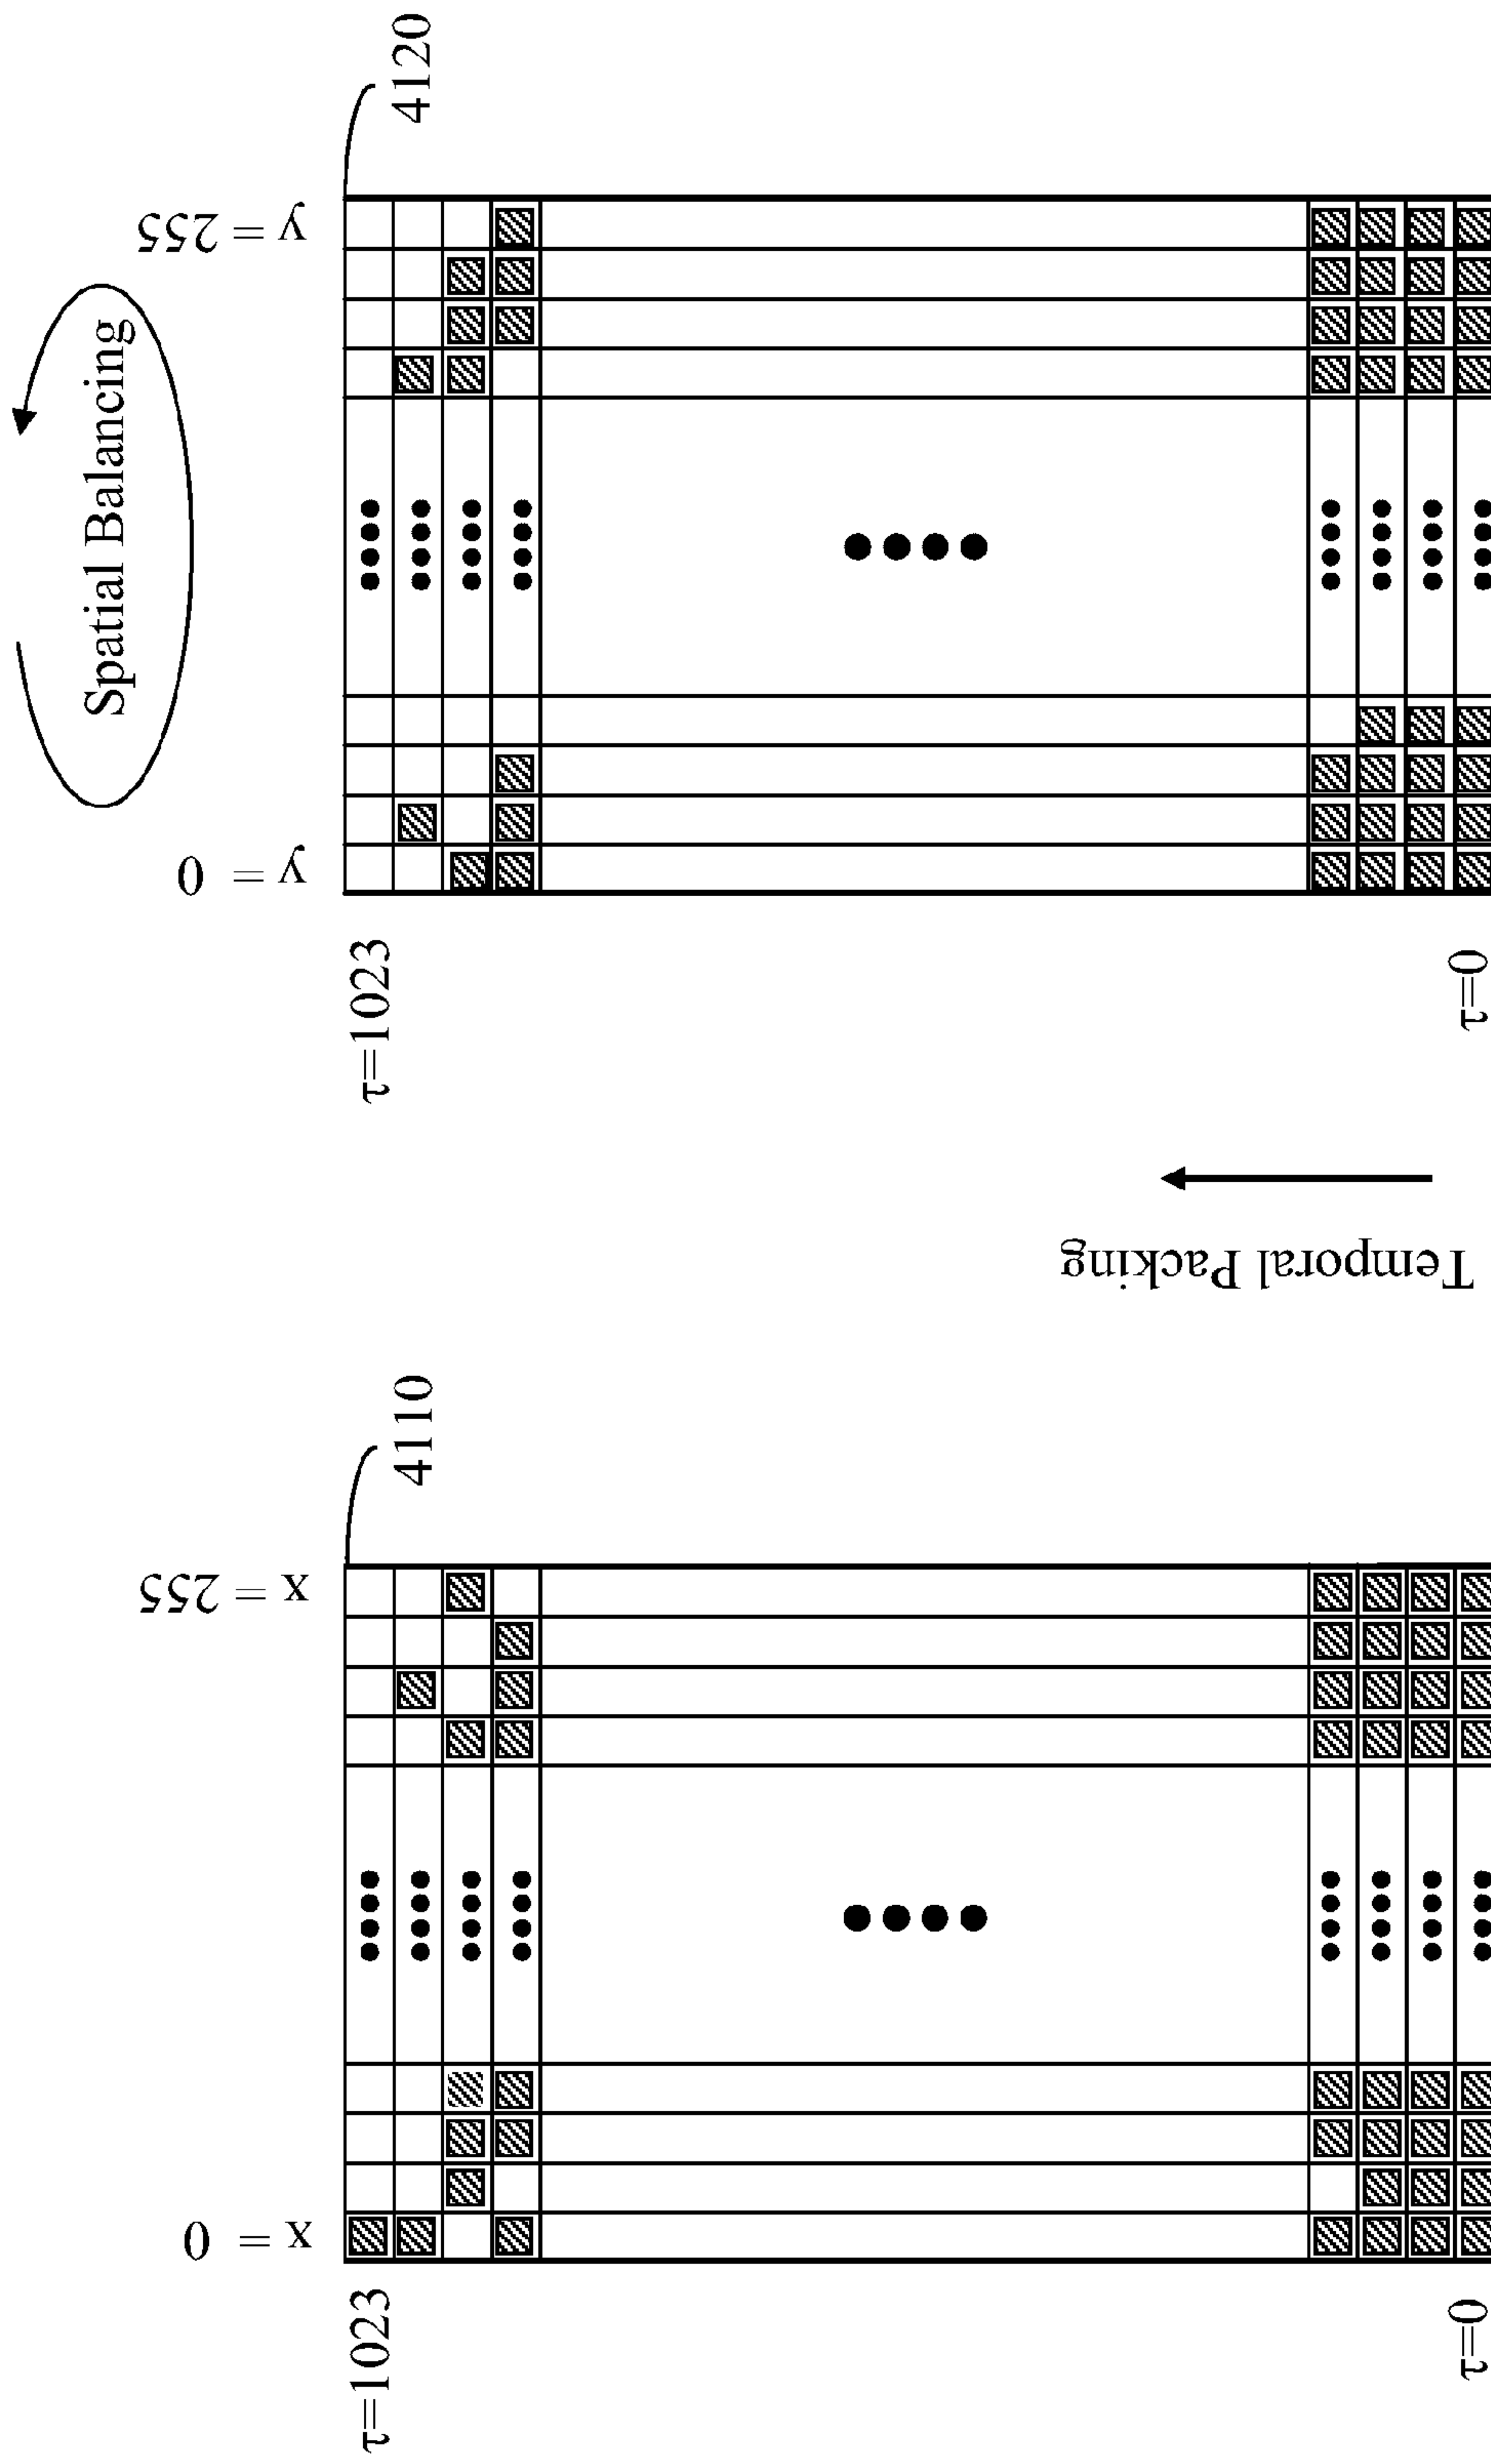 Spatial Balancing
4120
y = 255
y = 0
τ=1023
τ=0
Temporal Packing
4110
x = 255
x = 0
τ=1023
τ=0